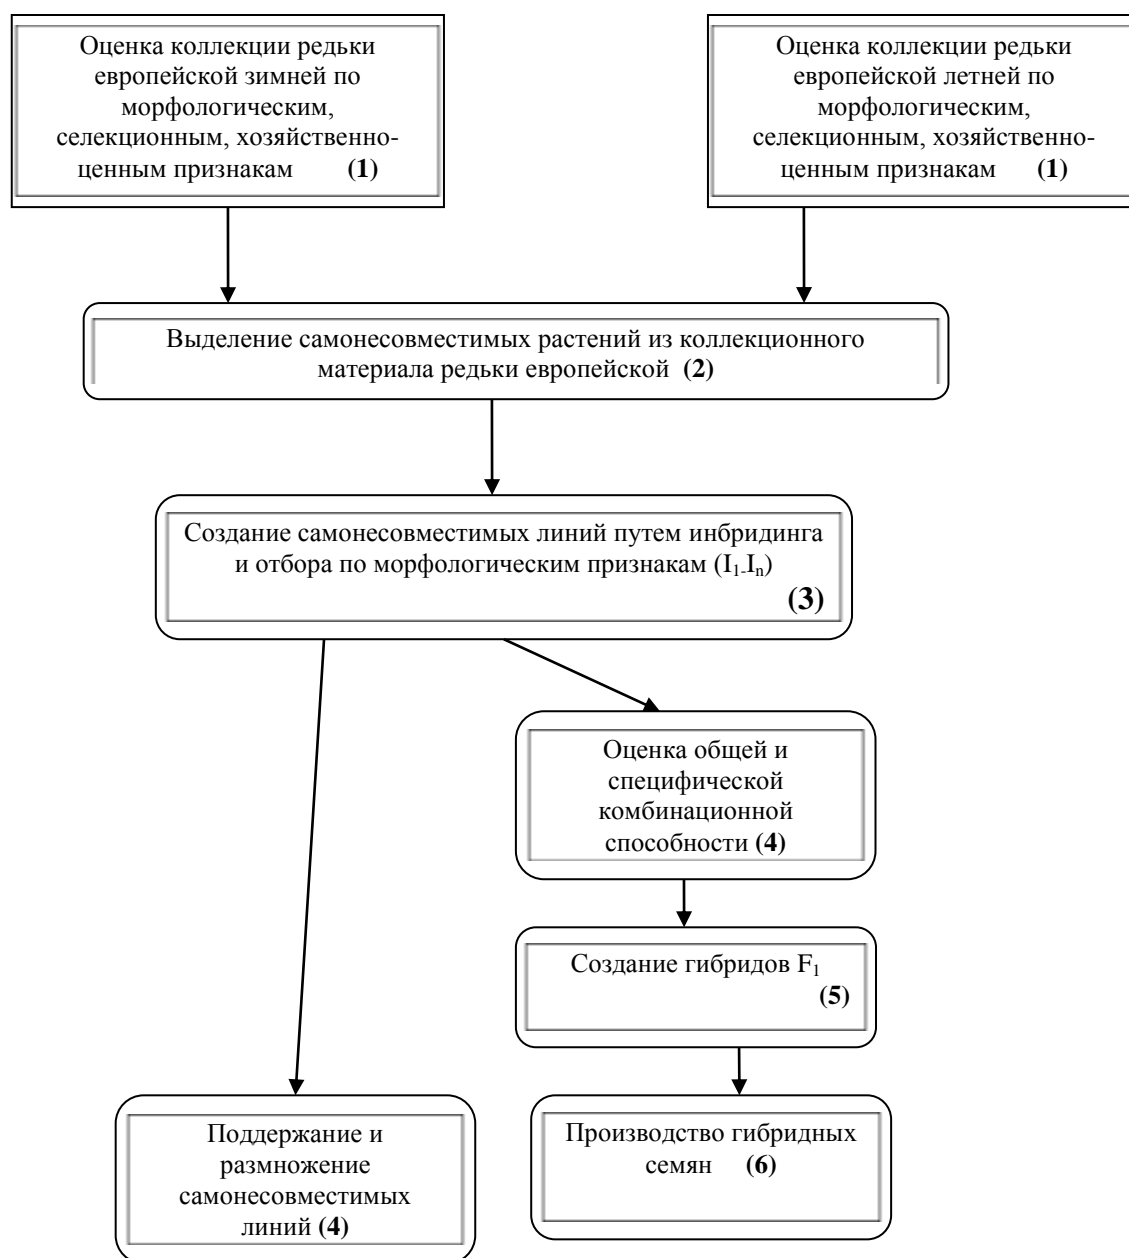 Оценка коллекции редьки
европейской зимней по
морфологическим,
селекционным, хозяйственно-
ценным признакам (1)
Оценка коллекции редьки
европейской летней по
морфологическим,
селекционным, хозяйственно-
ценным признакам (1)
Выделение самонесовместимых растений из коллекционного
материала редьки европейской (2)
Создание самонесовместимых линий путем инбридинга
и отбора по морфологическим признакам (I₁-Iₙ)
(3)
Оценка общей и
специфической
комбинационной
способности (4)
Создание гибридов F₁
(5)
Поддержание и
размножение
самонесовместимых
линий (4)
Производство гибридных
семян (6)